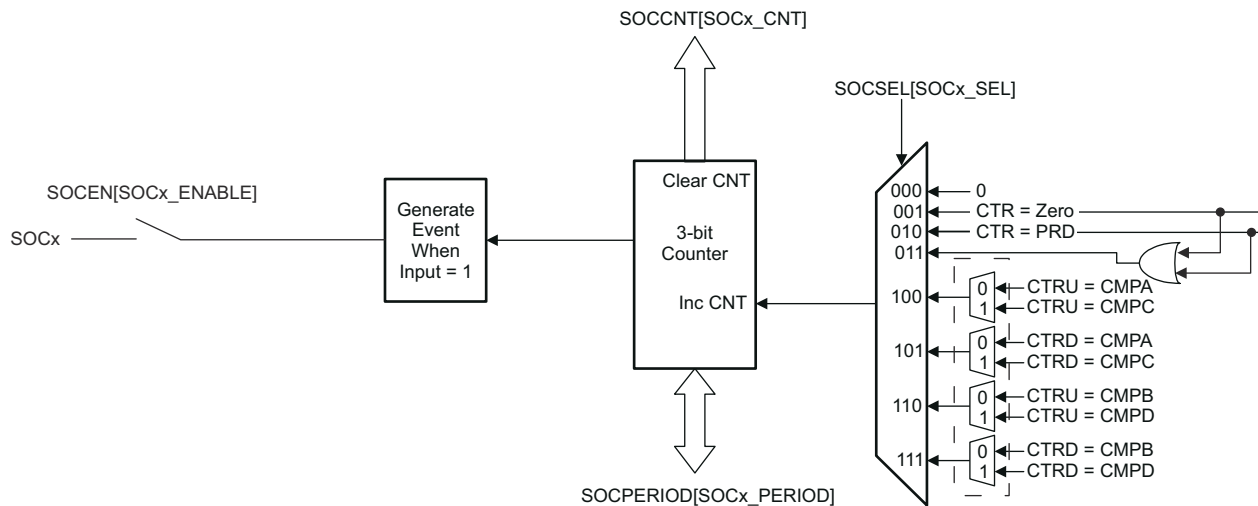 SOCCNT[SOCx_CNT]
SOCSEL[SOCx_SEL]
SOCEN[SOCx_ENABLE]
SOCx
Generate
Event
When
Input = 1
Clear CNT
3-bit
Counter
Inc CNT
SOCPERIOD[SOCx_PERIOD]
000 0
001 CTR = Zero
010 CTR = PRD
011
100 0 CTRU = CMPA
1 CTRU = CMPC
101 0 CTRD = CMPA
1 CTRD = CMPC
110 0 CTRU = CMPB
1 CTRU = CMPD
111 0 CTRD = CMPB
1 CTRD = CMPD